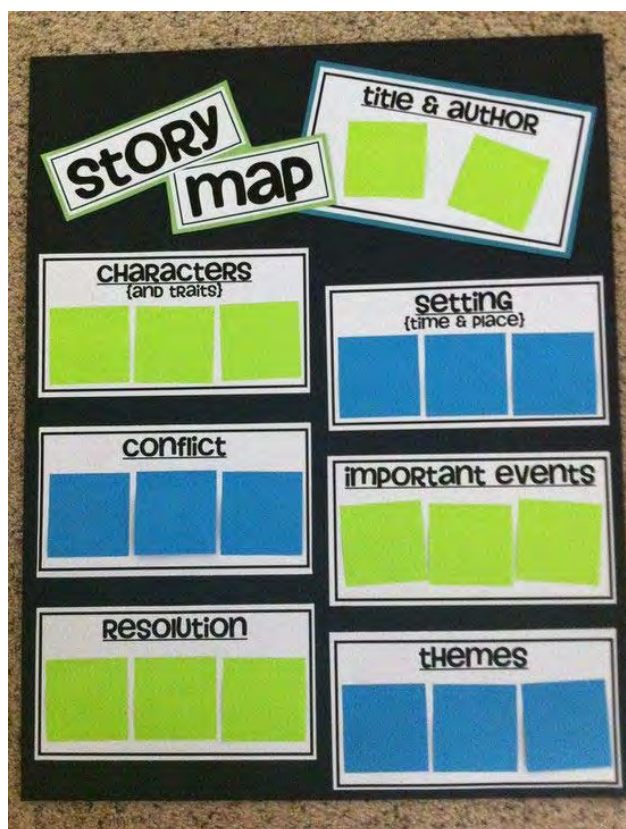 story
map
title & author
characters
{and traits}
setting
{time & place}
conflict
important events
resolution
themes